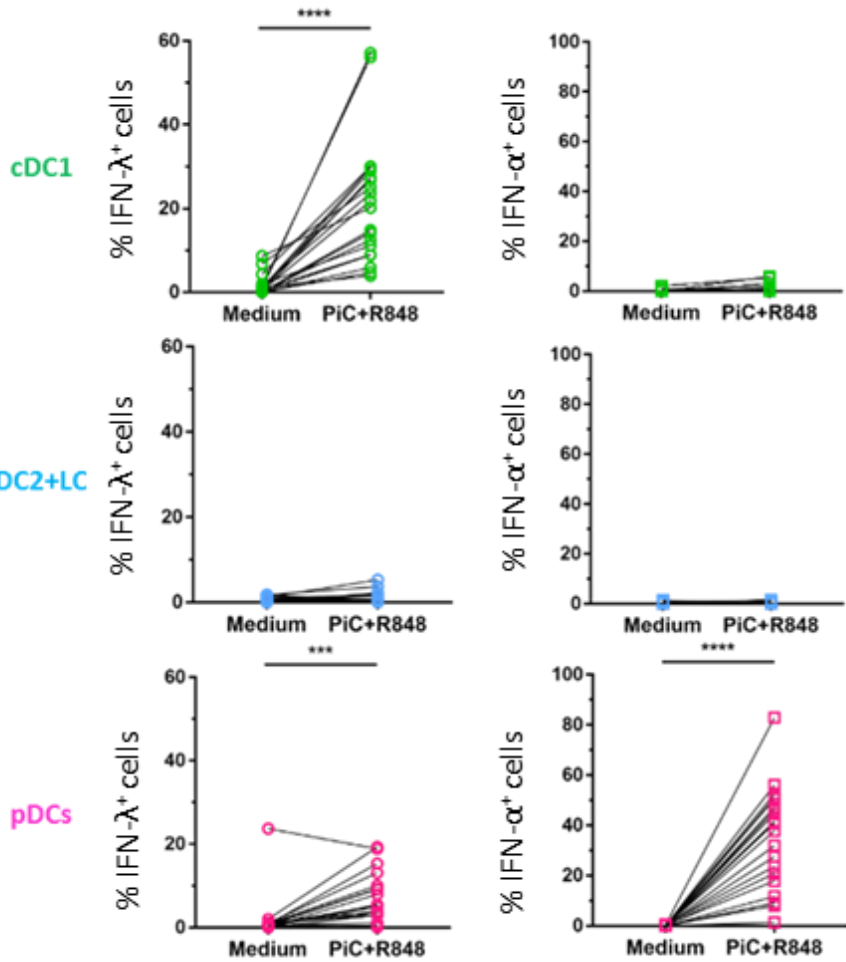 ****
cDC1
% IFN-λ⁺ cells
60
40
20
0
Medium PiC+R848
% IFN-α⁺ cells
100
80
60
40
20
0
Medium PiC+R848
DC2+LC
% IFN-λ⁺ cells
60
40
20
0
Medium PiC+R848
% IFN-α⁺ cells
100
80
60
40
20
0
Medium PiC+R848
***
pDCs
% IFN-λ⁺ cells
60
40
20
0
Medium PiC+R848
****
% IFN-α⁺ cells
100
80
60
40
20
0
Medium PiC+R848